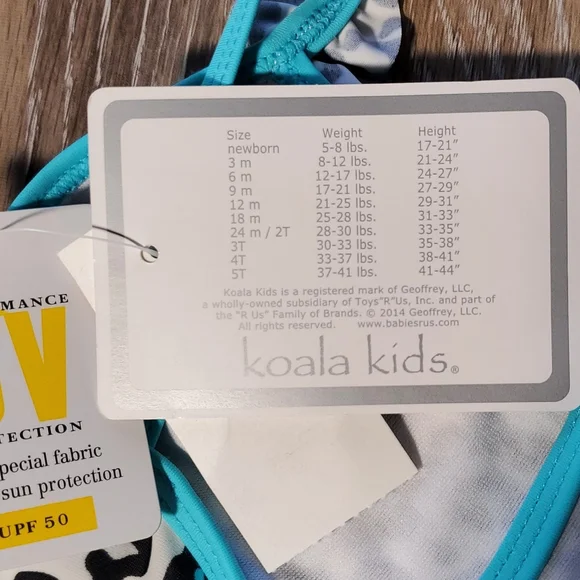 Size Weight Height
newborn 5-8 lbs. 17-21"
3 m 8-12 lbs. 21-24"
6 m 12-17 lbs. 24-27"
9 m 17-21 lbs. 27-29"
12 m 21-25 lbs. 29-31"
18 m 25-28 lbs. 31-33"
24 m / 2T 28-30 lbs. 33-35"
3T 30-33 lbs. 35-38"
4T 33-37 lbs. 38-41"
5T 37-41 lbs. 41-44"
Koala Kids is a registered mark of Geoffrey, LLC,
a wholly-owned subsidiary of Toys"R"Us, Inc. and part of
the "R Us" Family of Brands. © 2014 Geoffrey, LLC.
All rights reserved. www.babiesrus.com
koala kids®
RMANCE
UV
TECTION
pecial fabric
sun protection
UPF 50